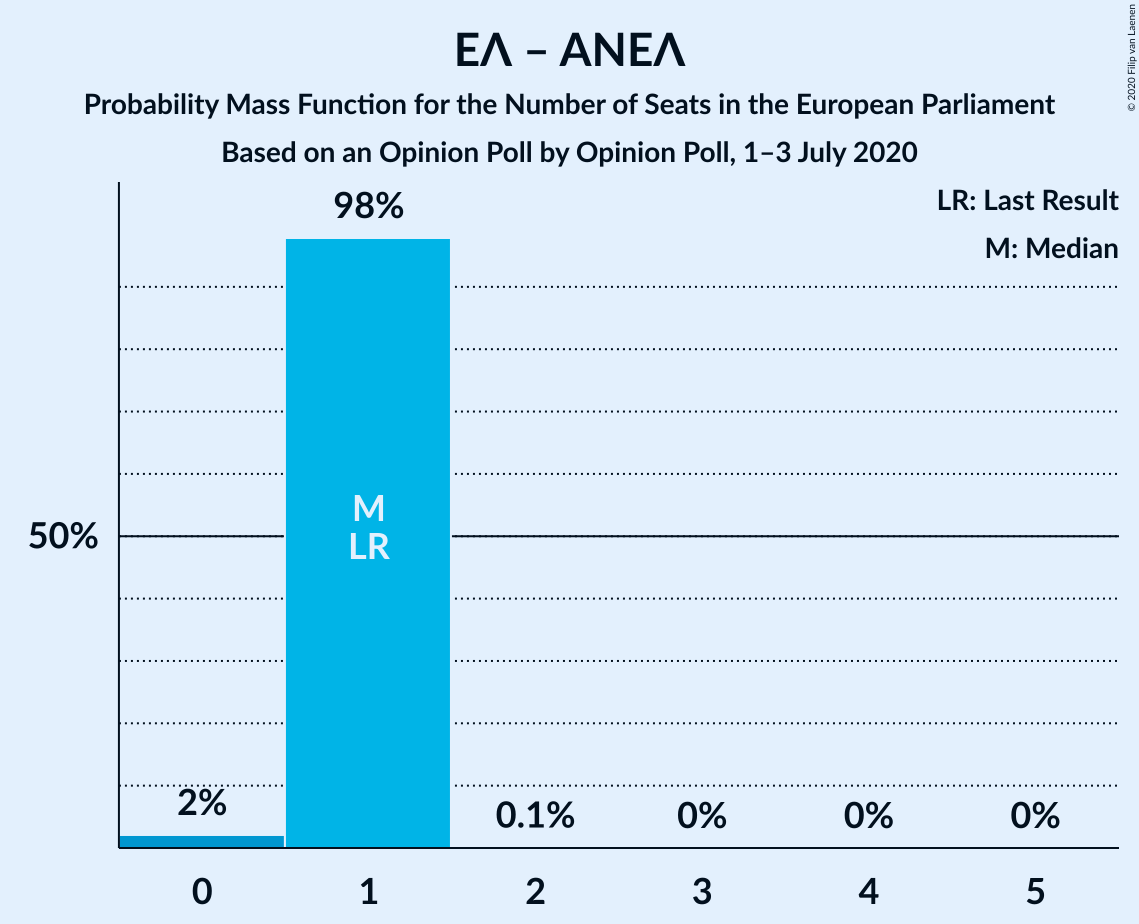 ΕΛ – ΑΝΕΛ
Probability Mass Function for the Number of Seats in the European Parliament
Based on an Opinion Poll by Opinion Poll, 1–3 July 2020
© 2020 Filip van Laenen
LR: Last Result
M: Median
98%
M
LR
50%
2%
0.1%
0%
0%
0%
0
1
2
3
4
5